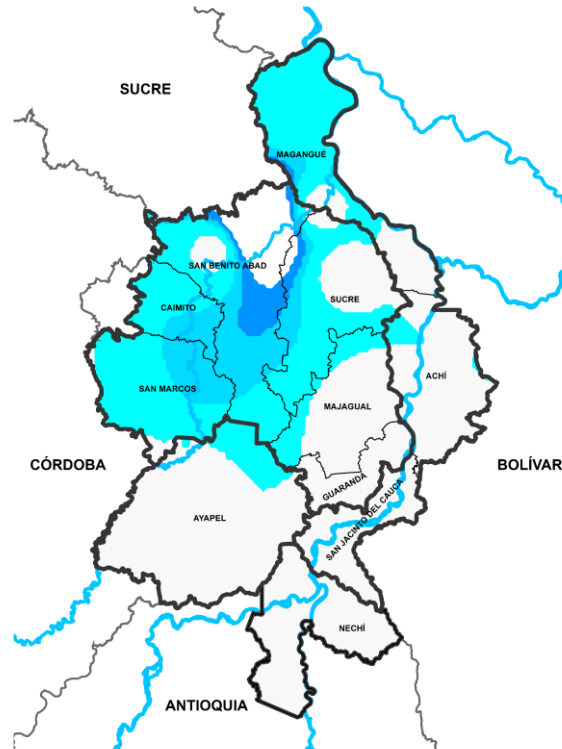 SUCRE
MAGANGUÉ
SAN BENITO ABAD
SUCRE
CAIMITO
ACHÍ
SAN MARCOS
MAJAGUAL
CÓRDOBA
BOLÍVAR
GUARANDA
AYAPEL
SAN JACINTO DEL CAUCA
NECHÍ
ANTIOQUIA